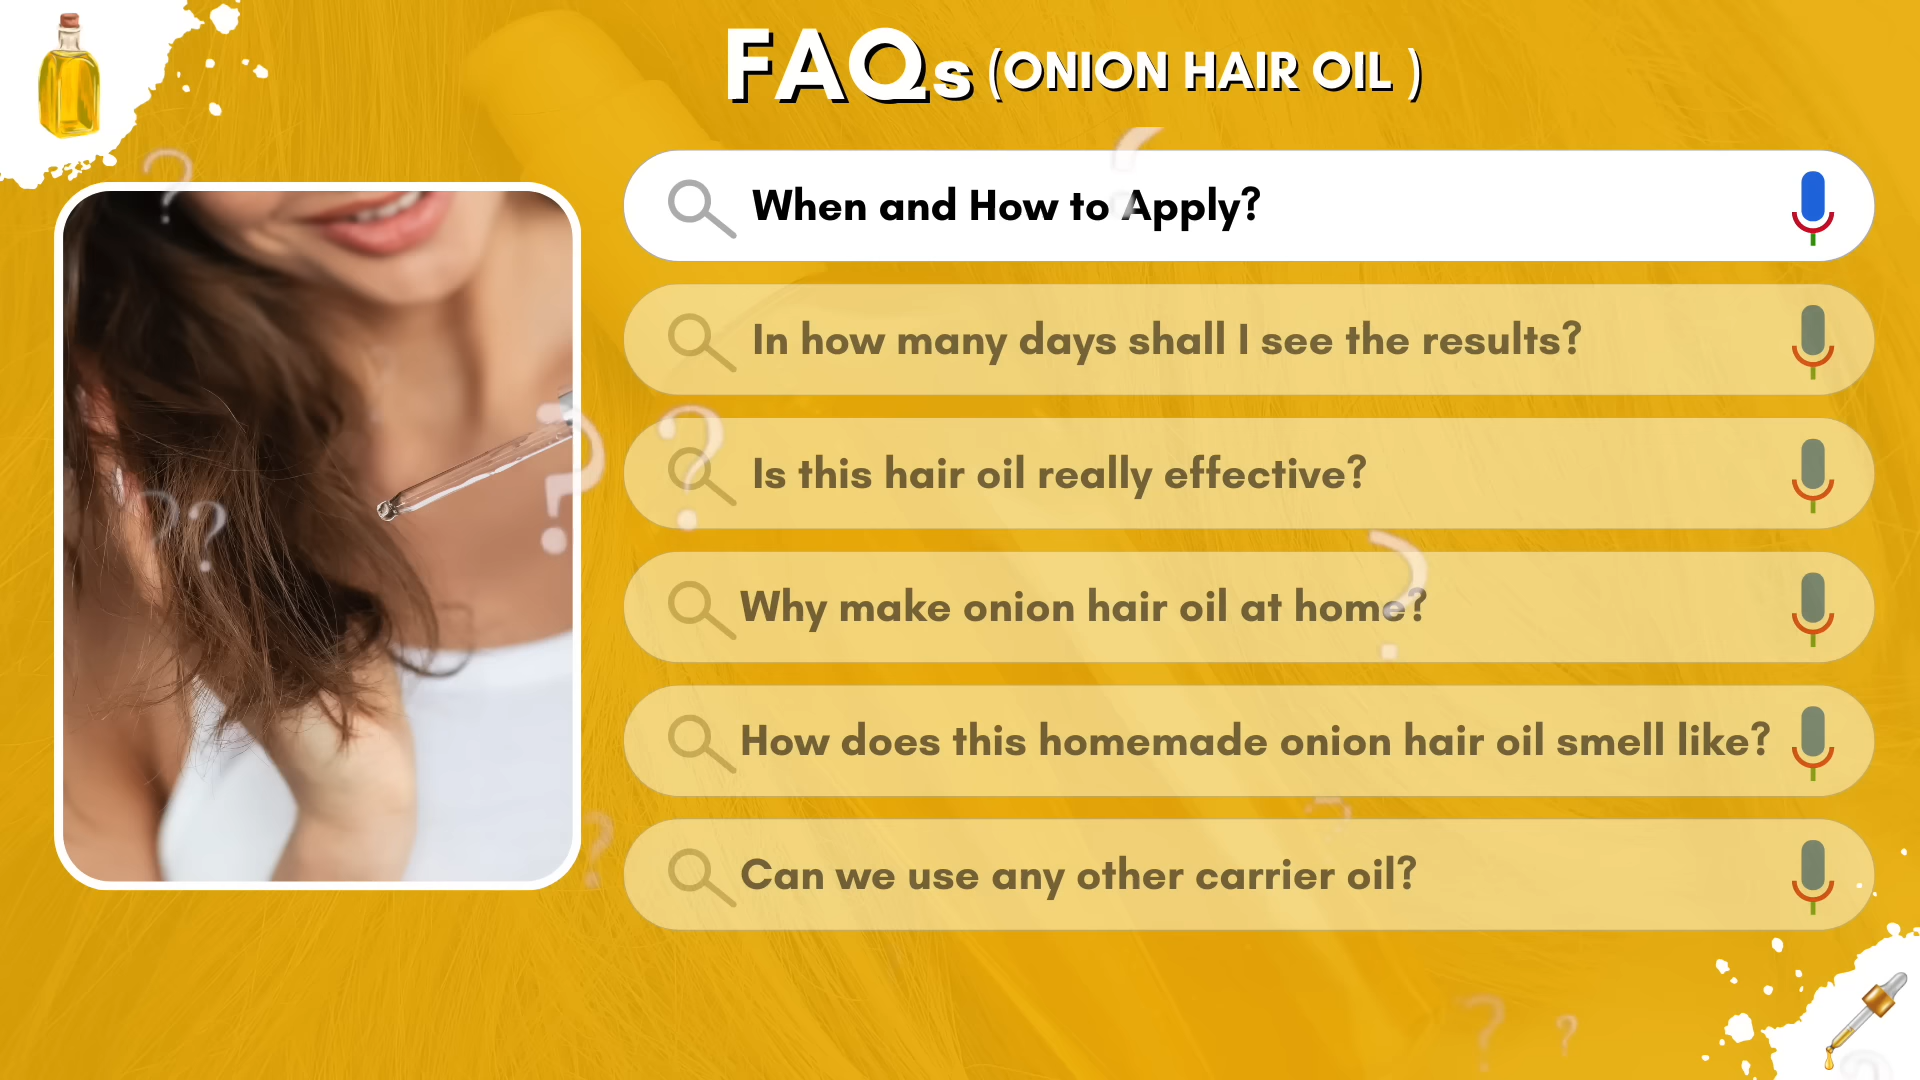 FAQs (ONION HAIR OIL )
When and How to Apply?
In how many days shall I see the results?
Is this hair oil really effective?
Why make onion hair oil at home?
How does this homemade onion hair oil smell like?
Can we use any other carrier oil?